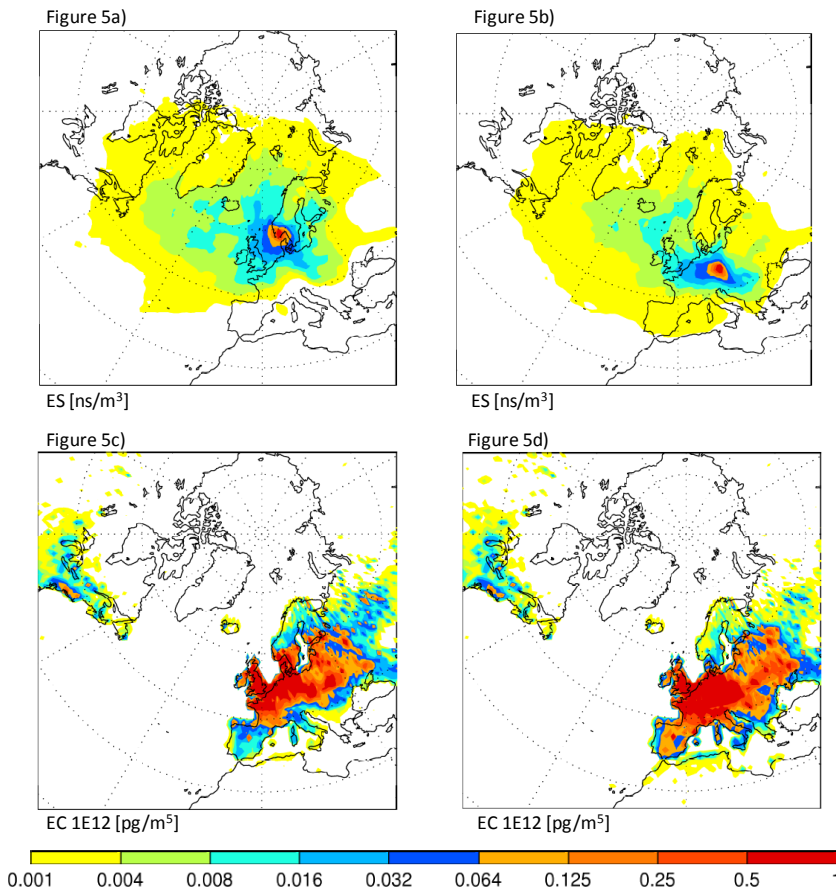 Figure 5a)
Figure 5b)
ES [ns/m³]
ES [ns/m³]
Figure 5c)
Figure 5d)
EC 1E12 [pg/m⁵]
EC 1E12 [pg/m⁵]
0.001 0.004 0.008 0.016 0.032 0.064 0.125 0.25 0.5